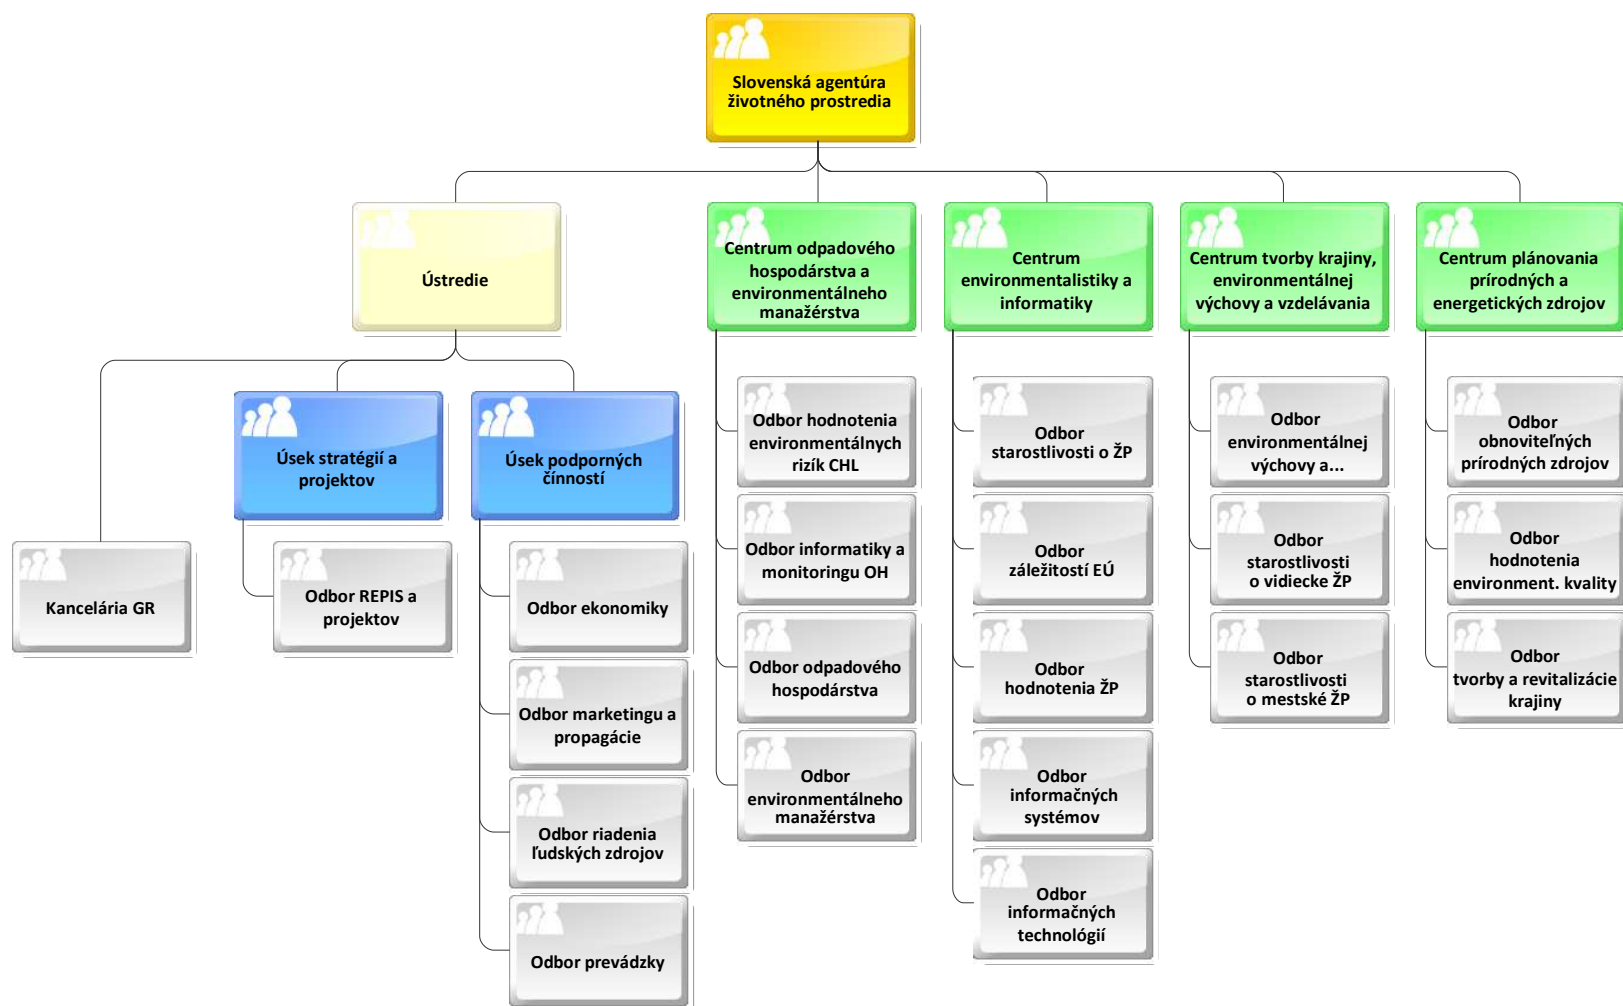 Slovenská agentúra
životného prostredia
Ústredie
Centrum odpadového
hospodárstva a
environmentálneho
manažérstva
Centrum
environmentalistiky a
informatiky
Centrum tvorby krajiny,
environmentálnej
výchovy a vzdelávania
Centrum plánovania
prírodných a
energetických zdrojov
Úsek stratégií a
projektov
Úsek podporných
čínností
Kancelária GR
Odbor REPIS a
projektov
Odbor ekonomiky
Odbor marketingu a
propagácie
Odbor riadenia
ľudských zdrojov
Odbor prevádzky
Odbor hodnotenia
environmentálnych
rizík CHL
Odbor informatiky a
monitoringu OH
Odbor odpadového
hospodárstva
Odbor
environmentálneho
manažérstva
Odbor
starostlivosti o ŽP
Odbor
záležitostí EÚ
Odbor
hodnotenia ŽP
Odbor
informačných
systémov
Odbor
informačných
technológií
Odbor
environmentálnej
výchovy a...
Odbor
starostlivosti
o vidiecke ŽP
Odbor
starostlivosti
o mestské ŽP
Odbor
obnoviteľných
prírodných zdrojov
Odbor
hodnotenia
environment. kvality
Odbor
tvorby a revitalizácie
krajiny